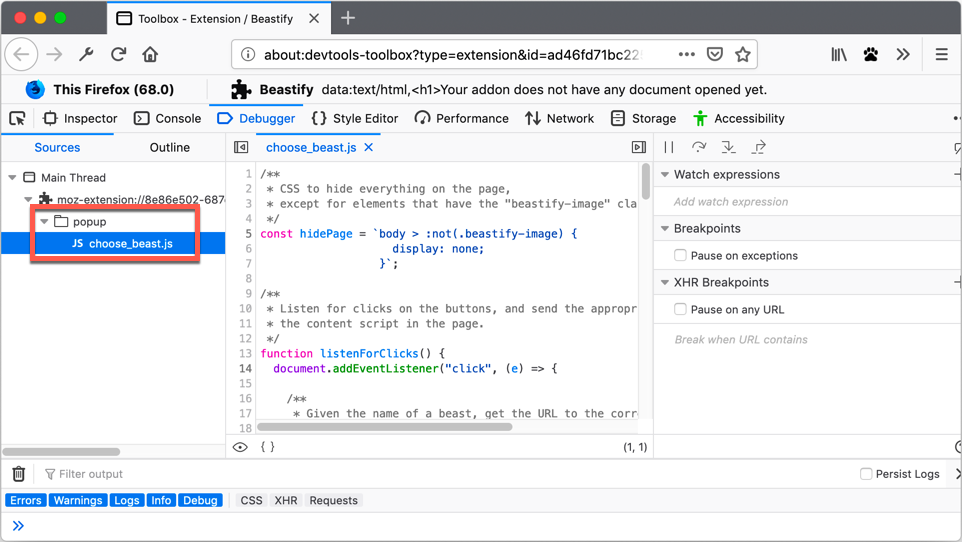 Toolbox - Extension / Beastify
about:devtools-toolbox?type=extension&id=ad46fd71bc22
This Firefox (68.0)
Beastify data:text/html,<h1>Your addon does not have any document opened yet.
Inspector Console Debugger {} Style Editor Performance Network Storage Accessibility
Sources Outline
choose_beast.js
Main Thread
moz-extension://8e86e502-687
popup
JS choose_beast.js
1 /**
2 * CSS to hide everything on the page,
3 * except for elements that have the "beastify-image" cla
4 */
5 const hidePage = `body > :not(.beastify-image) {
6 display: none;
7 }`;
8
9 /**
10 * Listen for clicks on the buttons, and send the appropr
11 * the content script in the page.
12 */
13 function listenForClicks() {
14 document.addEventListener("click", (e) => {
15
16 /**
17 * Given the name of a beast, get the URL to the corr
18
{ } (1, 1)
Watch expressions
Add watch expression
Breakpoints
Pause on exceptions
XHR Breakpoints
Pause on any URL
Break when URL contains
Filter output Persist Logs
Errors Warnings Logs Info Debug CSS XHR Requests